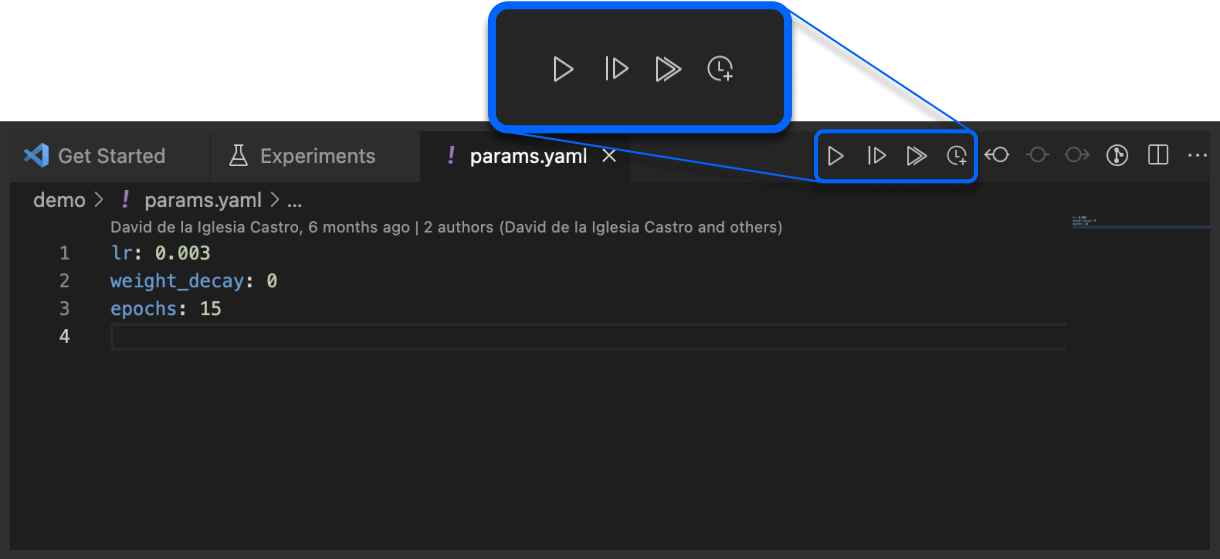 Get Started
Experiments
! params.yaml
demo > ! params.yaml > ...
David de la Iglesia Castro, 6 months ago | 2 authors (David de la Iglesia Castro and others)
1 lr: 0.003
2 weight_decay: 0
3 epochs: 15
4